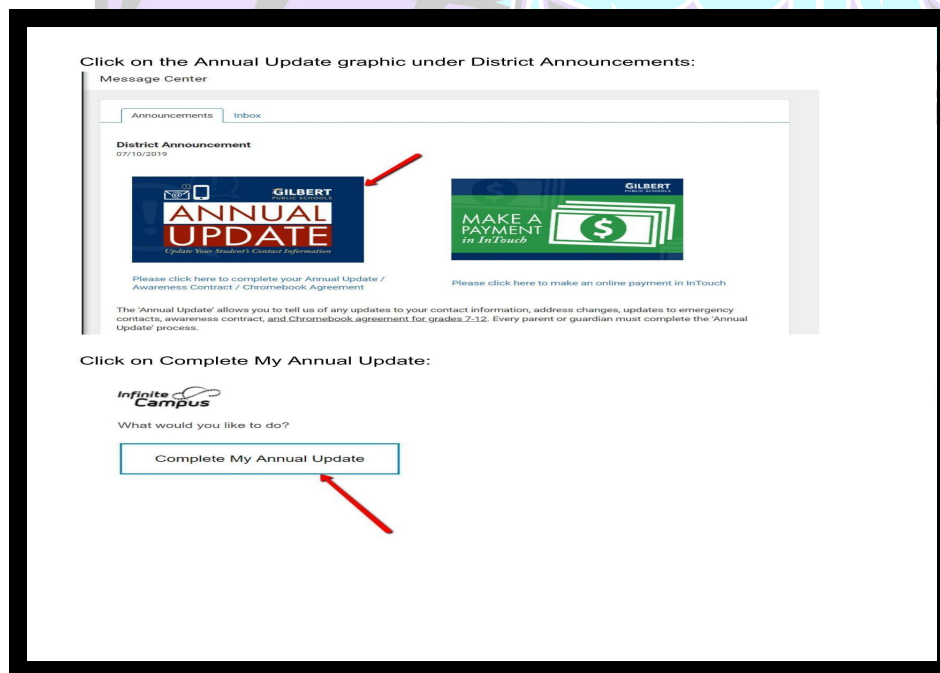 Click on the Annual Update graphic under District Announcements:
Message Center
Announcements Inbox
District Announcement
07/10/2019
GILBERT
PUBLIC SCHOOLS
ANNUAL
UPDATE
Update Your Student's Contact Information
GILBERT
PUBLIC SCHOOLS
MAKE A
PAYMENT
in InTouch
Please click here to complete your Annual Update /
Awareness Contract / Chromebook Agreement
Please click here to make an online payment in InTouch
The 'Annual Update' allows you to tell us of any updates to your contact information, address changes, updates to emergency
contacts, awareness contract, and Chromebook agreement for grades 7-12. Every parent or guardian must complete the 'Annual
Update' process.
Click on Complete My Annual Update:
Infinite
Campus
What would you like to do?
Complete My Annual Update